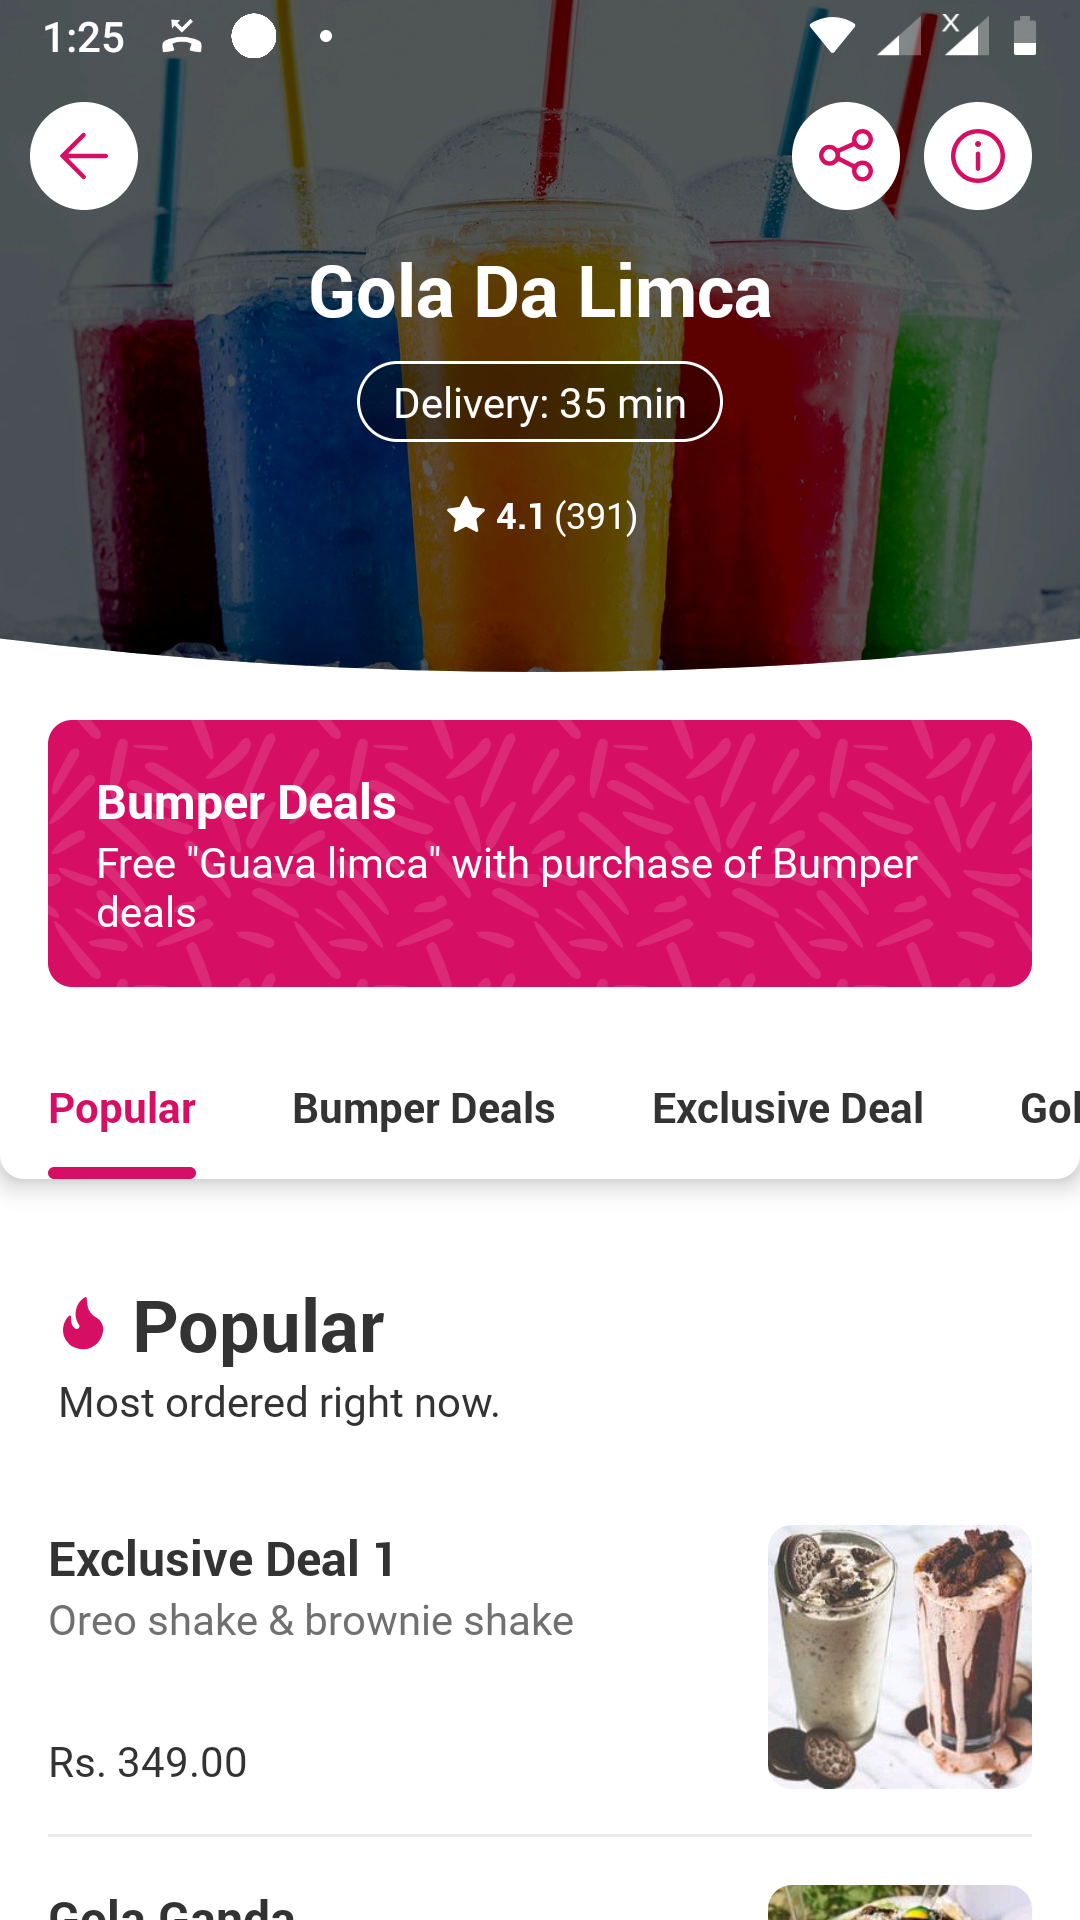 1:25
X
Gola Da Limca
Delivery: 35 min
4.1 (391)
Bumper Deals
Free "Guava limca" with purchase of Bumper
deals
Popular
Bumper Deals
Exclusive Deal
Gol
Popular
Most ordered right now.
Exclusive Deal 1
Oreo shake & brownie shake
Rs. 349.00
Gola Ganda